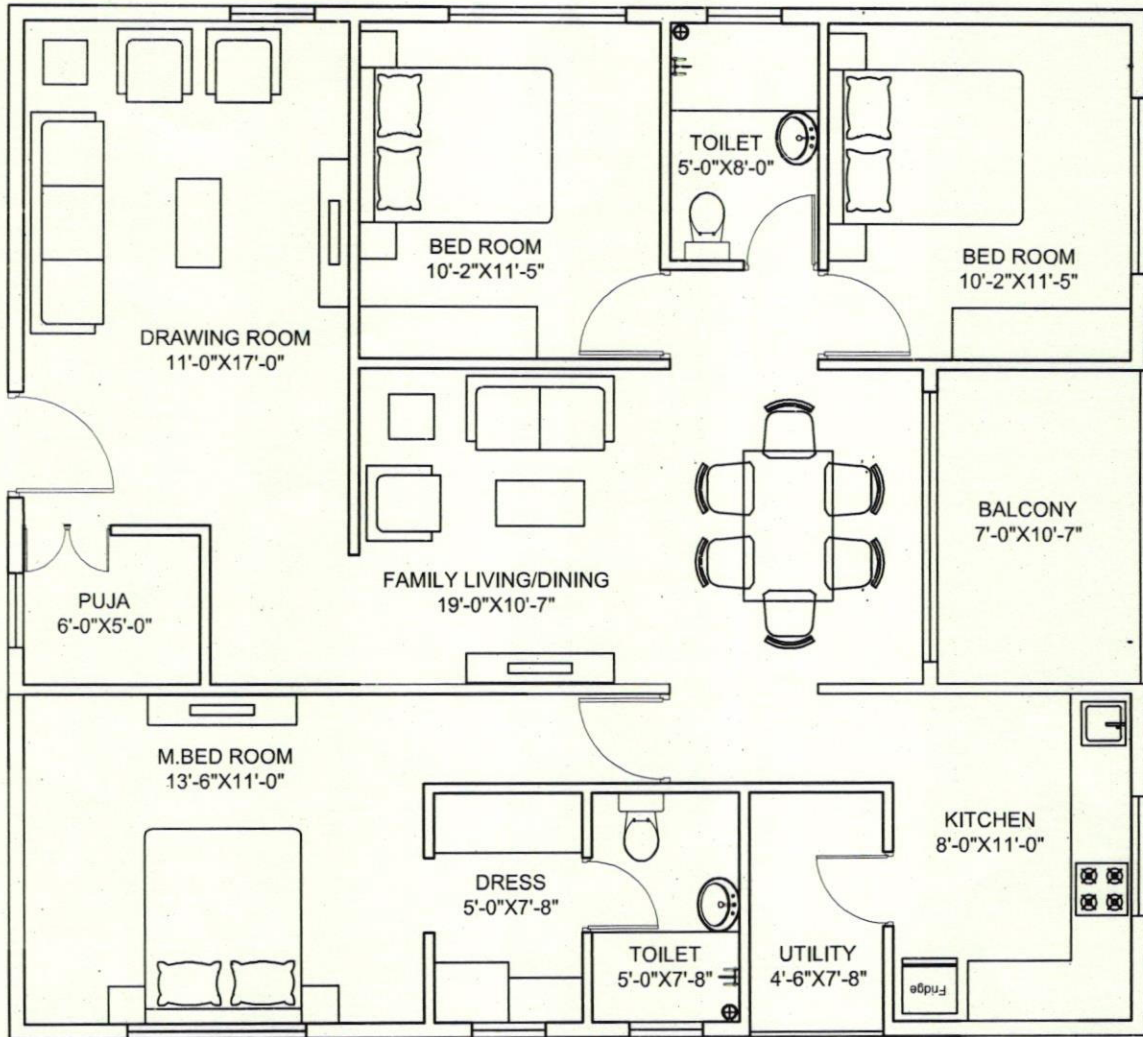 TOILET
5'-0"X8'-0"
BED ROOM
10'-2"X11'-5"
BED ROOM
10'-2"X11'-5"
DRAWING ROOM
11'-0"X17'-0"
BALCONY
7'-0"X10'-7"
FAMILY LIVING/DINING
19'-0"X10'-7"
PUJA
6'-0"X5'-0"
M.BED ROOM
13'-6"X11'-0"
KITCHEN
8'-0"X11'-0"
DRESS
5'-0"X7'-8"
TOILET
5'-0"X7'-8"
UTILITY
4'-6"X7'-8"
Fridge